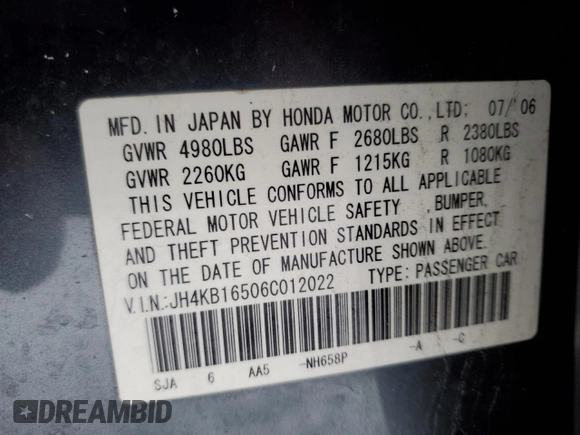 MFD. IN JAPAN BY HONDA MOTOR CO., LTD: 07/'06
GVWR 4980LBS GAWR F 2680LBS R 2380LBS
GVWR 2260KG GAWR F 1215KG R 1080KG
THIS VEHICLE CONFORMS TO ALL APPLICABLE
FEDERAL MOTOR VEHICLE SAFETY ,BUMPER,
AND THEFT PREVENTION STANDARDS IN EFFECT
ON THE DATE OF MANUFACTURE SHOWN ABOVE.
V.I.N.:JH4KB16506C012022 TYPE: PASSENGER CAR
SJA 6 AA5 -NH658P -A -C
DREAMBID